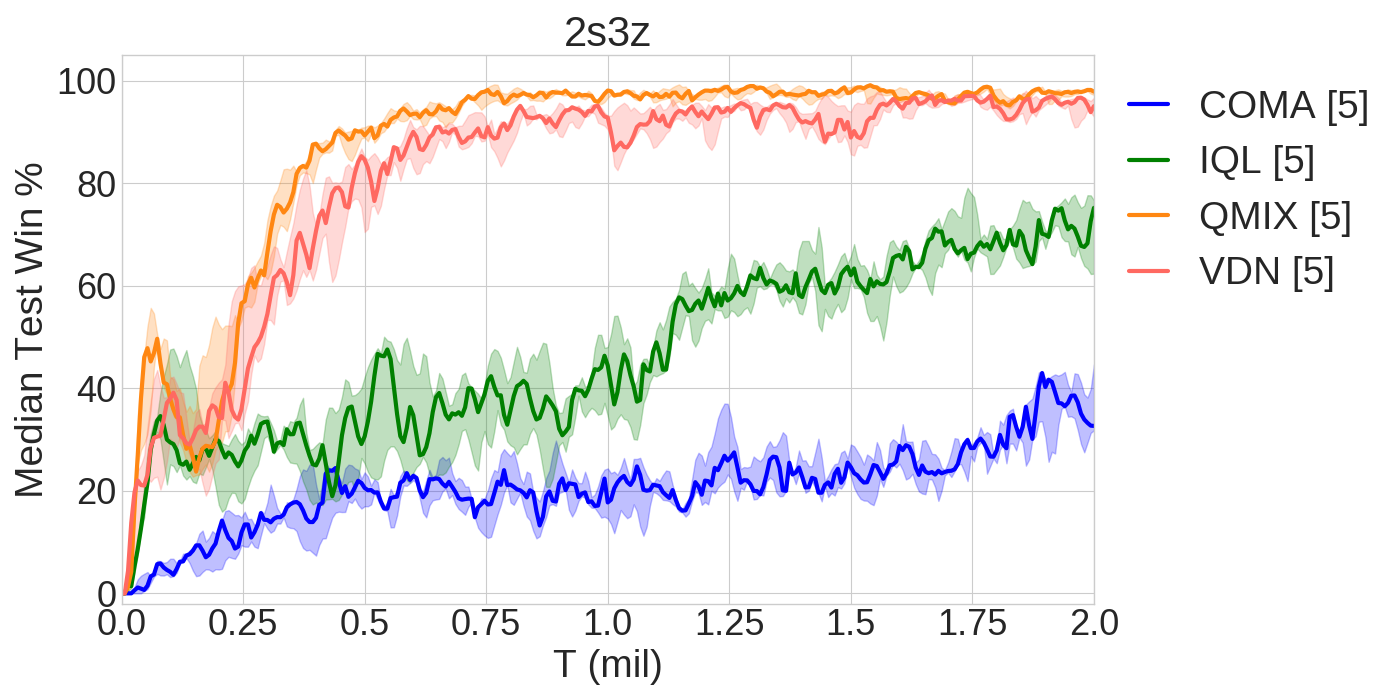 2s3z
Median Test Win %
100
80
60
40
20
0
0.0 0.25 0.5 0.75 1.0 1.25 1.5 1.75 2.0
T (mil)
COMA [5]
IQL [5]
QMIX [5]
VDN [5]